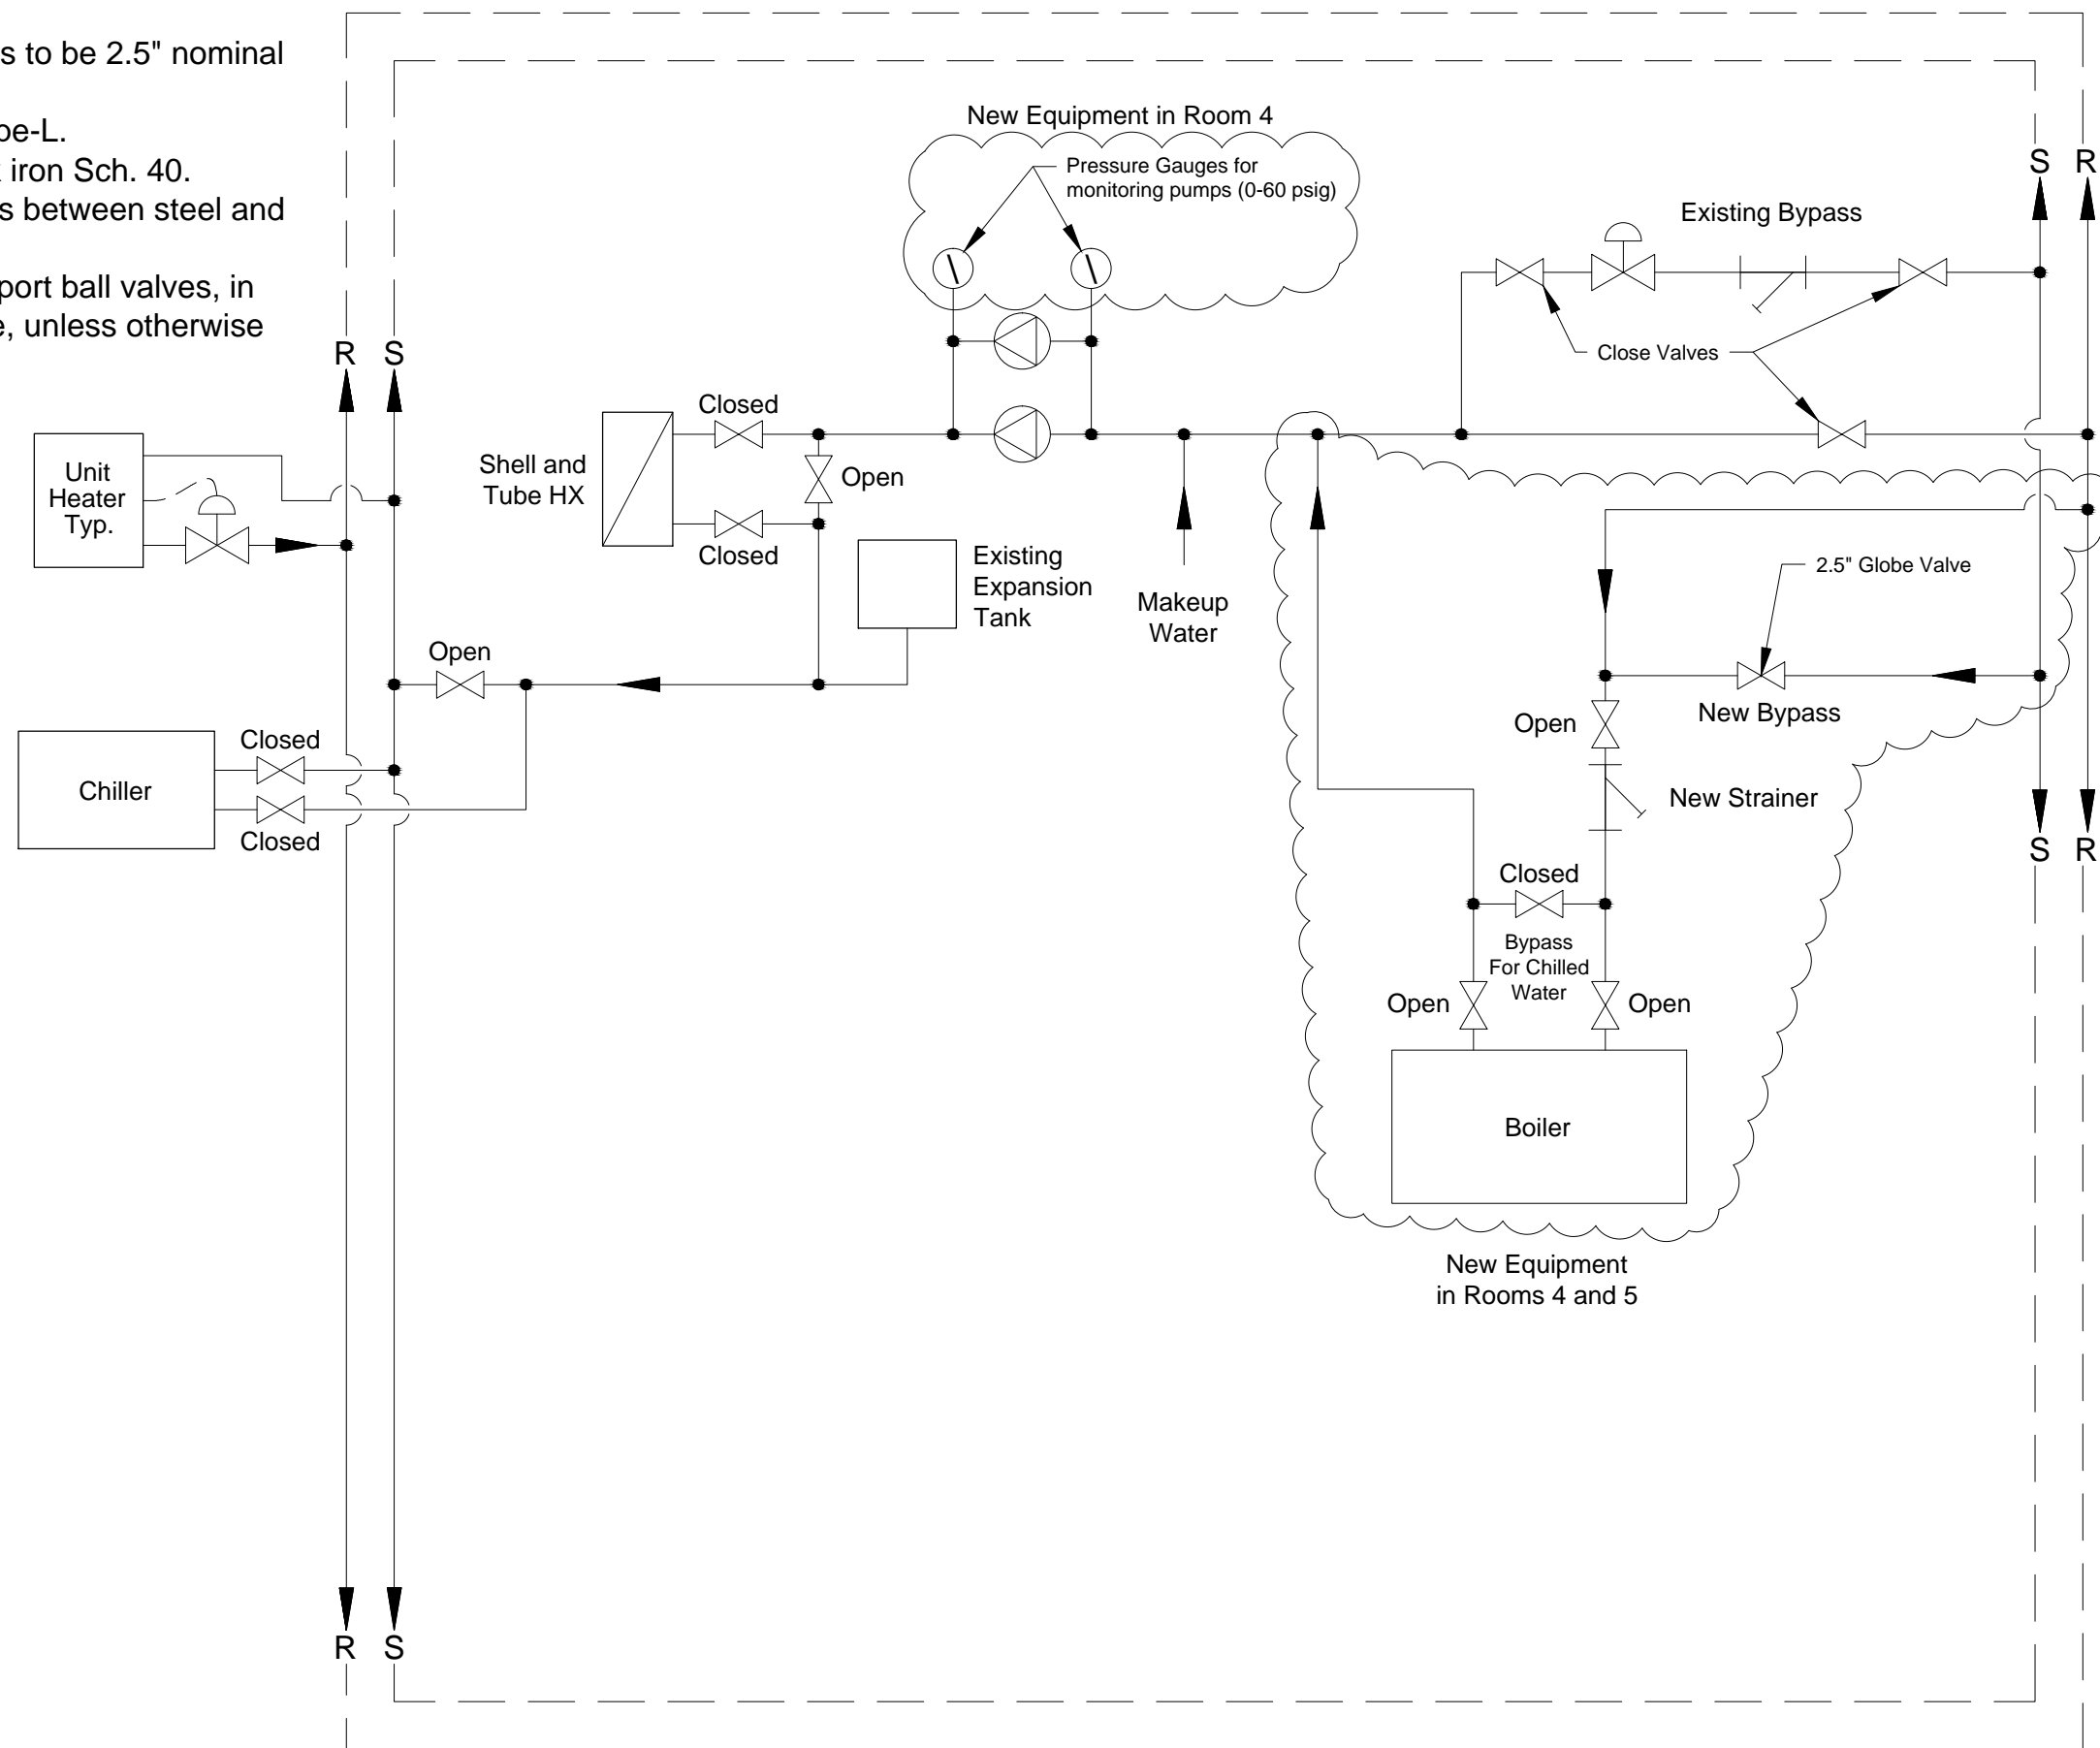 s to be 2.5" nominal
be-L.
iron Sch. 40.
s between steel and
port ball valves, in
e, unless otherwise
New Equipment in Room 4
Pressure Gauges for
monitoring pumps (0-60 psig)
S R
Existing Bypass
Close Valves
R S
Closed
Unit
Heater
Typ.
Shell and
Tube HX
Open
Closed
Existing
Expansion
Tank
Makeup
Water
2.5" Globe Valve
Open
Open
New Bypass
Closed
Chiller
Closed
New Strainer
S R
Closed
Bypass
For Chilled
Water
Open
Open
Boiler
New Equipment
in Rooms 4 and 5
R S